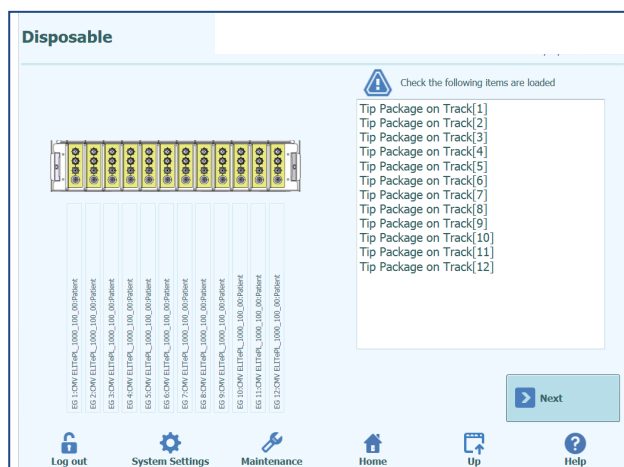 Disposable
Check the following items are loaded
Tip Package on Track[1]
Tip Package on Track[2]
Tip Package on Track[3]
Tip Package on Track[4]
Tip Package on Track[5]
Tip Package on Track[6]
Tip Package on Track[7]
Tip Package on Track[8]
Tip Package on Track[9]
Tip Package on Track[10]
Tip Package on Track[11]
Tip Package on Track[12]
EG 1:CMV ELITePL_1000_100_00:Patient
EG 2:CMV ELITePL_1000_100_00:Patient
EG 3:CMV ELITePL_1000_100_00:Patient
EG 4:CMV ELITePL_1000_100_00:Patient
EG 5:CMV ELITePL_1000_100_00:Patient
EG 6:CMV ELITePL_1000_100_00:Patient
EG 7:CMV ELITePL_1000_100_00:Patient
EG 8:CMV ELITePL_1000_100_00:Patient
EG 9:CMV ELITePL_1000_100_00:Patient
EG 10:CMV ELITePL_1000_100_00:Patient
EG 11:CMV ELITePL_1000_100_00:Patient
EG 12:CMV ELITePL_1000_100_00:Patient
Next
Log out
System Settings
Maintenance
Home
Up
Help